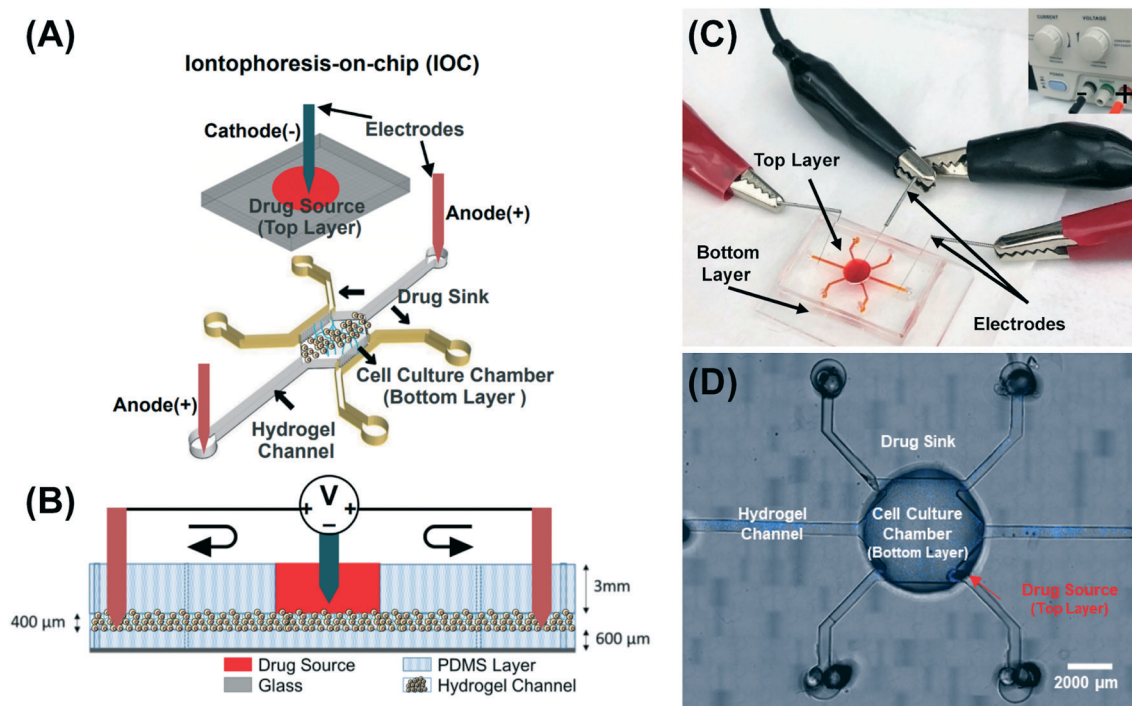 (A)
Iontophoresis-on-chip (IOC)
Cathode(-)
Electrodes
Drug Source
(Top Layer)
Anode(+)
Drug Sink
Cell Culture Chamber
(Bottom Layer )
Anode(+)
Hydrogel
Channel
(B)
V
+ +
−
3mm
400 µm
600 µm
Drug Source
PDMS Layer
Glass
Hydrogel Channel
(C)
CURRENT
VOLTAGE
POWER
- +
Top Layer
Bottom
Layer
Electrodes
(D)
Drug Sink
Hydrogel
Channel
Cell Culture
Chamber
(Bottom Layer)
Drug Source
(Top Layer)
2000 µm